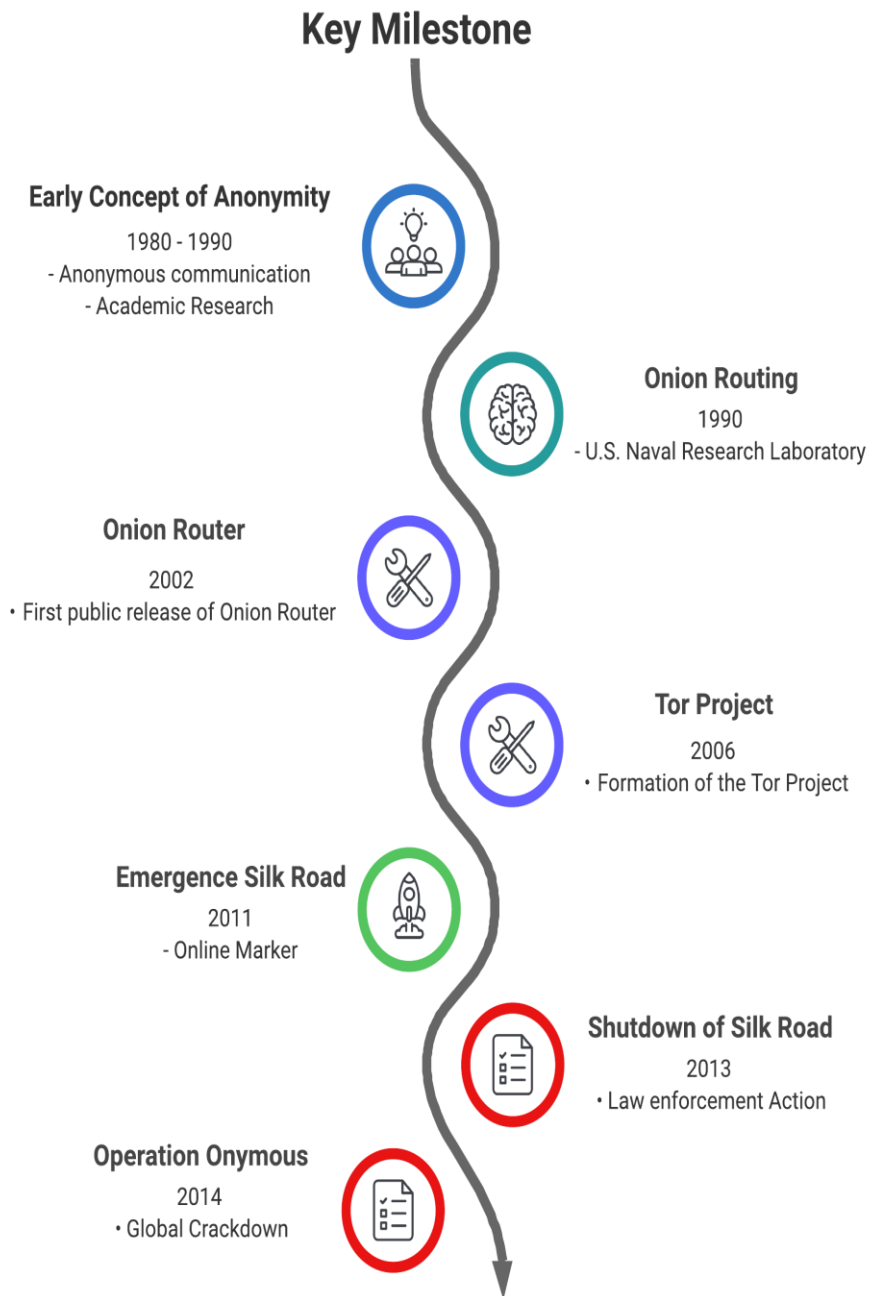 Key Milestone
Early Concept of Anonymity
1980 - 1990
- Anonymous communication
- Academic Research
Onion Routing
1990
- U.S. Naval Research Laboratory
Onion Router
2002
• First public release of Onion Router
Tor Project
2006
• Formation of the Tor Project
Emergence Silk Road
2011
- Online Marker
Shutdown of Silk Road
2013
• Law enforcement Action
Operation Onymous
2014
• Global Crackdown